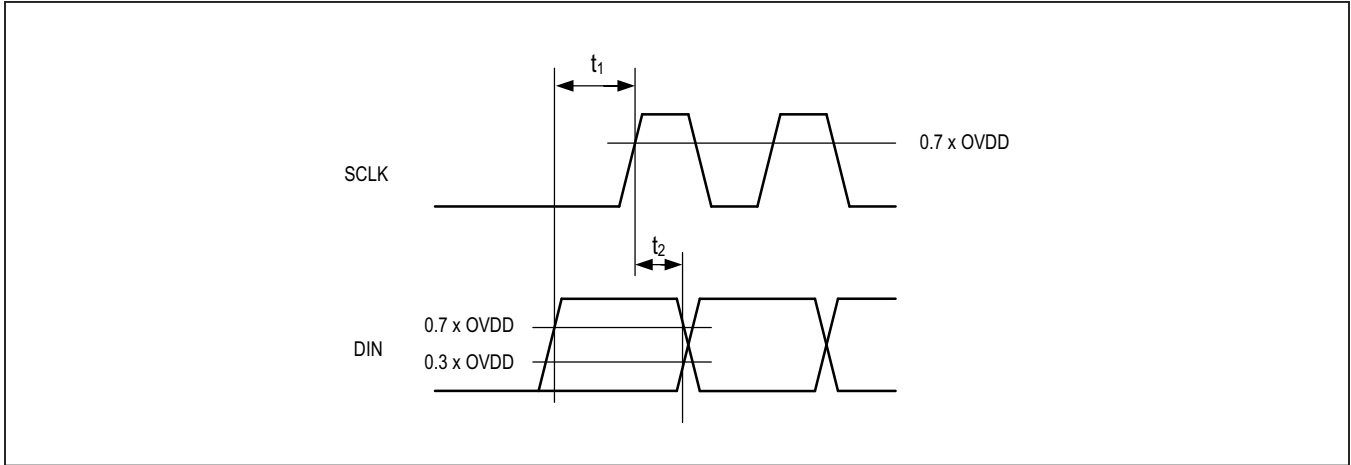 t₁
0.7 x OVDD
SCLK
t₂
0.7 x OVDD
DIN
0.3 x OVDD